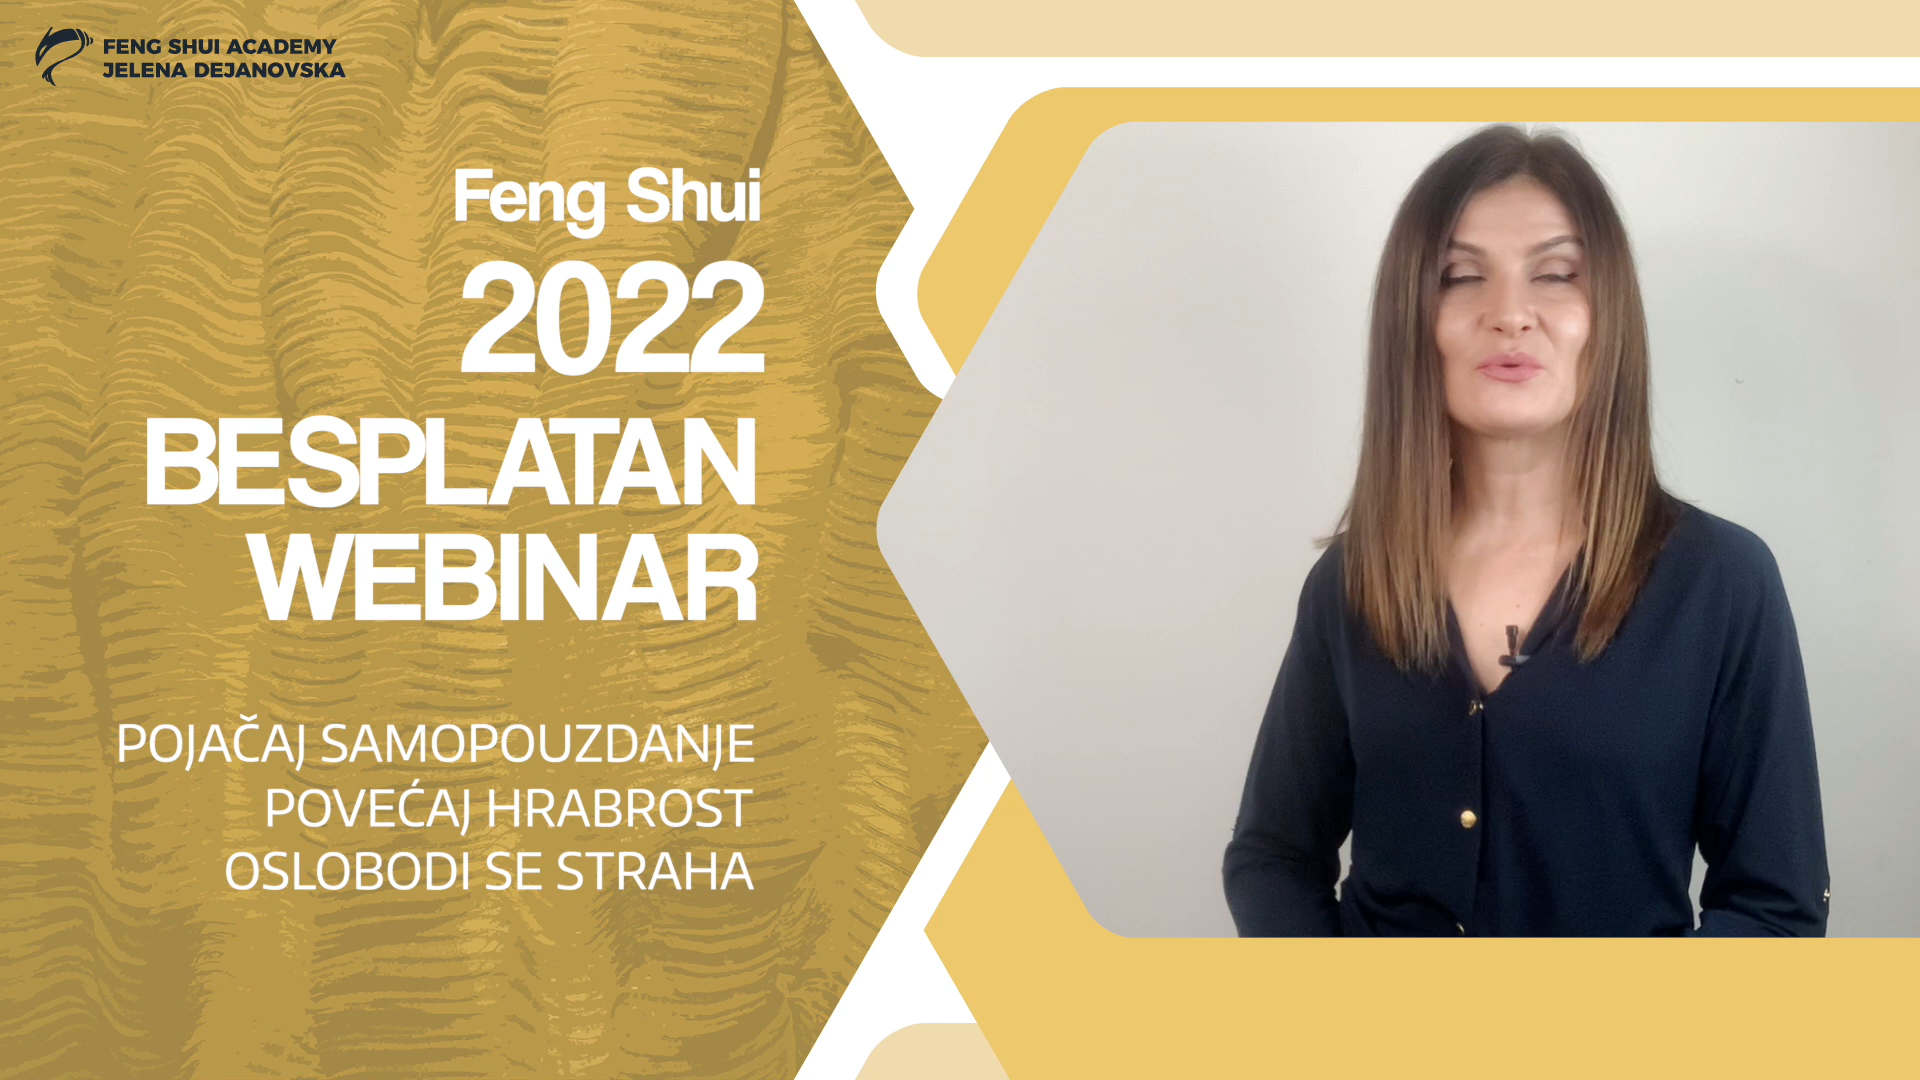 FENG SHUI ACADEMY
JELENA DEJANOVSKA
Feng Shui
2022
BESPLATAN
WEBINAR
POJAČAJ SAMOPOUZDANJE
POVEĆAJ HRABROST
OSLOBODI SE STRAHA